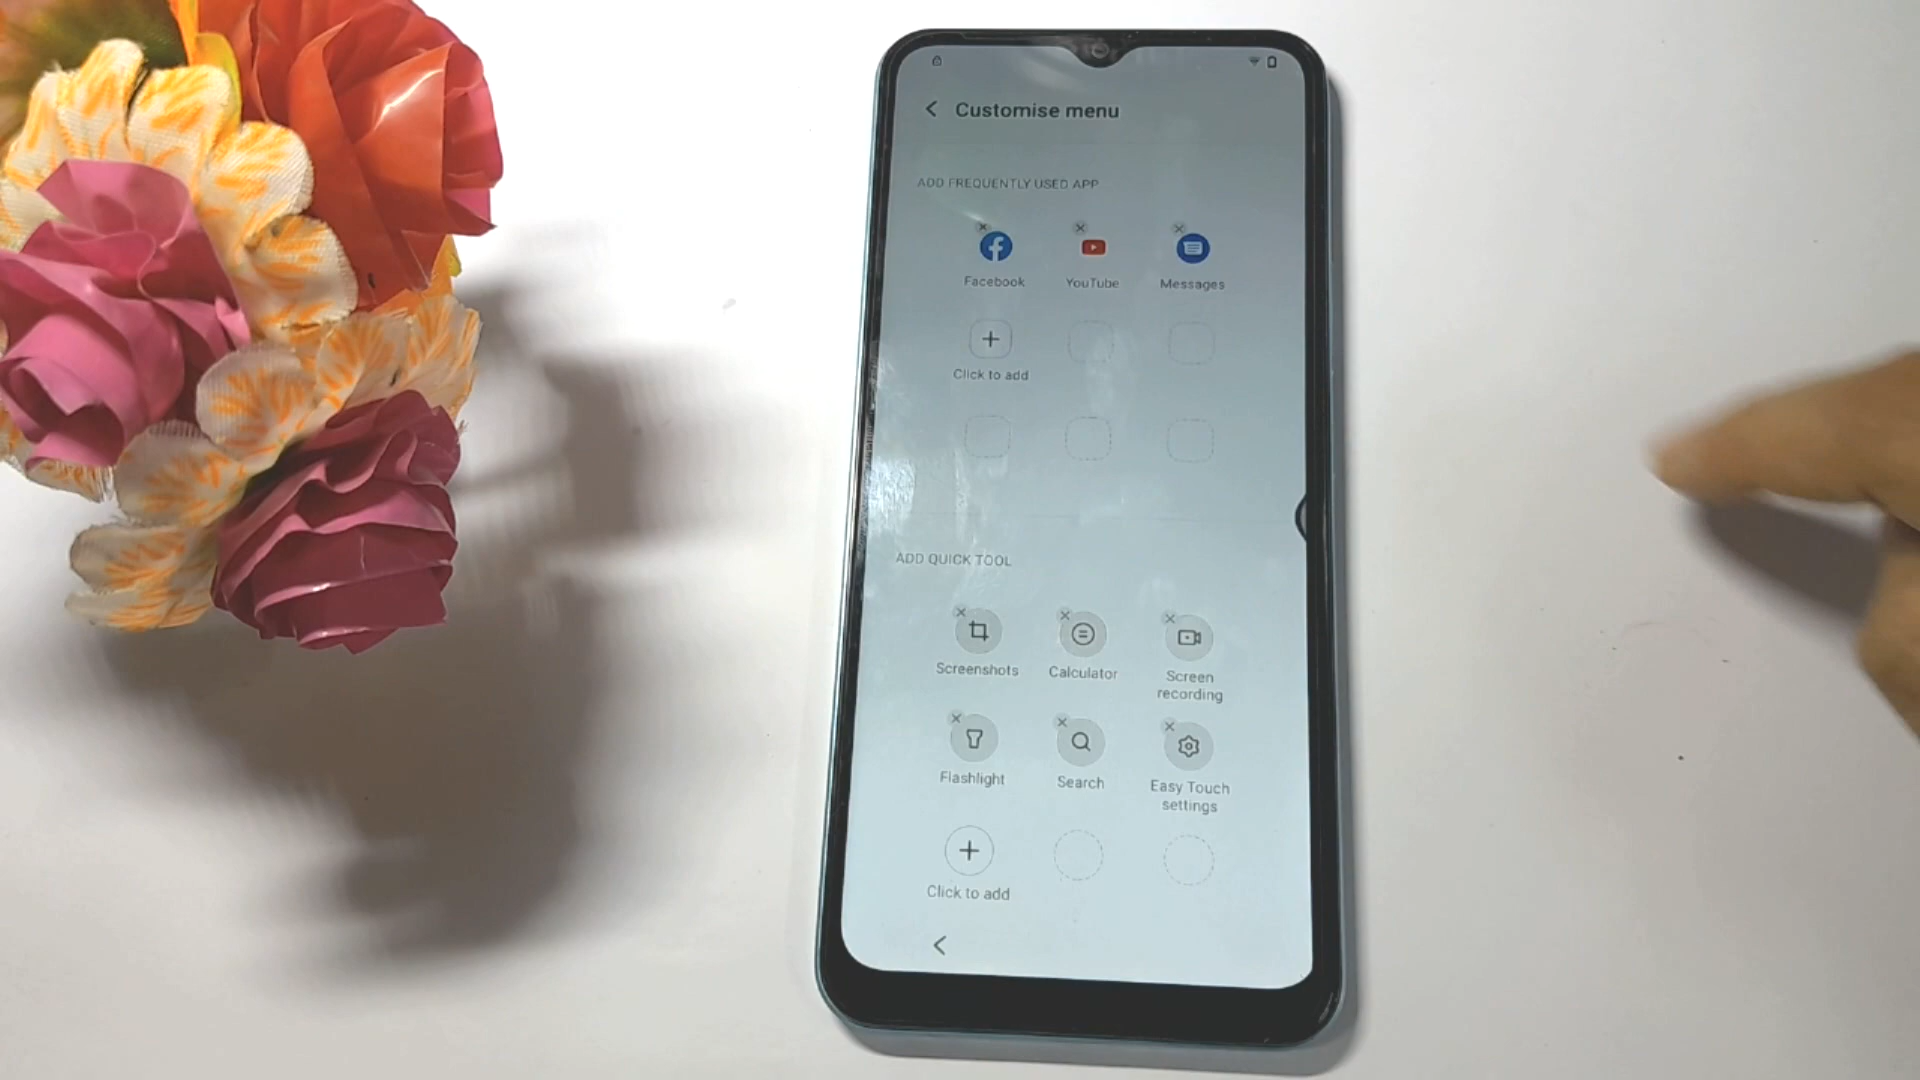 Customise menu
ADD FREQUENTLY USED APP
Facebook
YouTube
Messages
Click to add
ADD QUICK TOOL
Screenshots
Calculator
Screen
recording
Flashlight
Search
Easy Touch
settings
Click to add